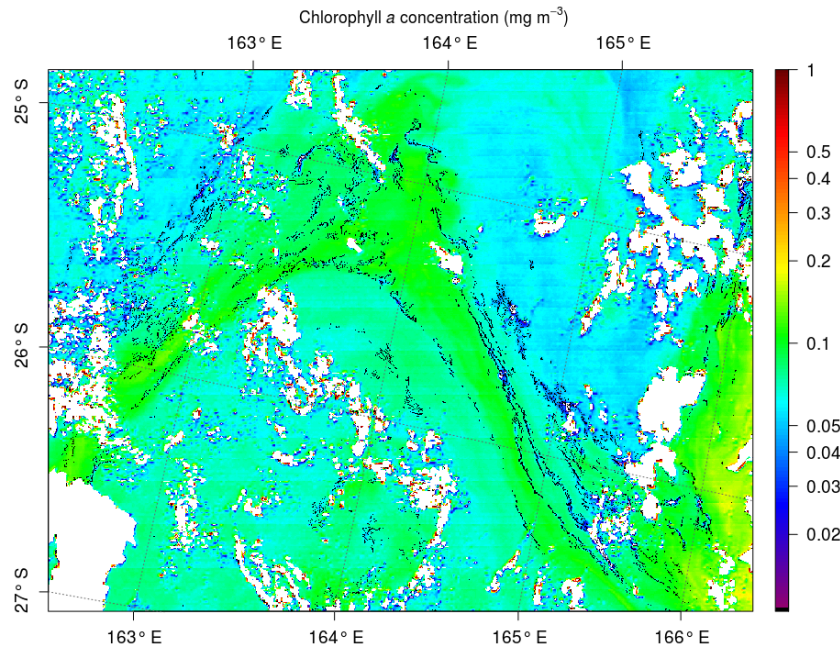 Chlorophyll a concentration (mg m⁻³)
163° E 164° E 165° E
25° S
26° S
27° S
163° E 164° E 165° E 166° E
1
0.5
0.4
0.3
0.2
0.1
0.05
0.04
0.03
0.02